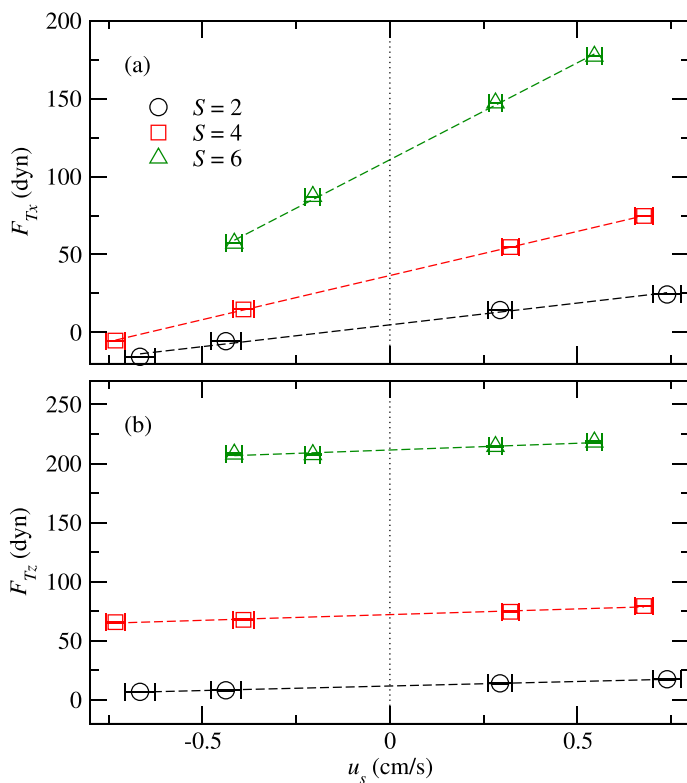 200
(a)
150
S = 2
S = 4
S = 6
100
F_Tx (dyn)
50
0
250
(b)
200
150
F_Tz (dyn)
100
50
0
-0.5 0 0.5
u_s (cm/s)